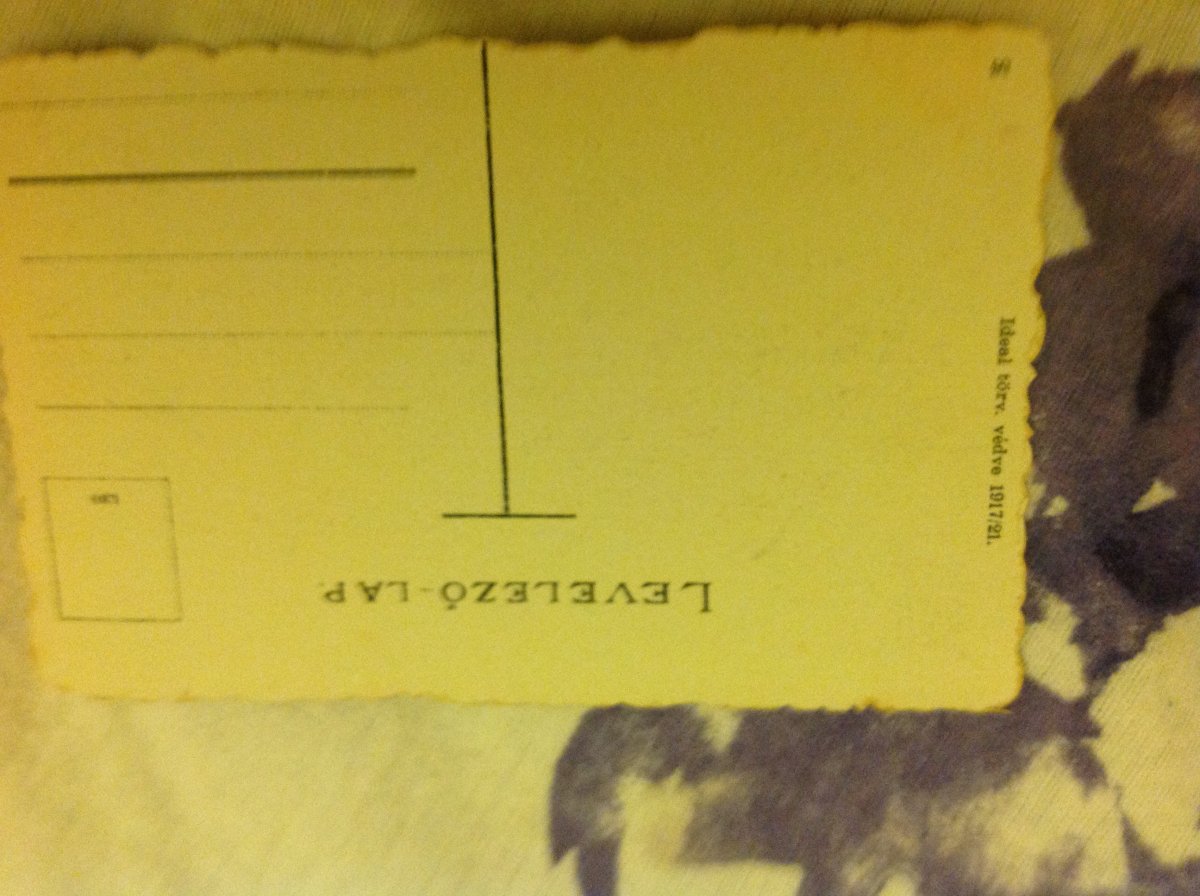 LEVELEZŐ-LAP.
Ideal törv. védve 1917/21.